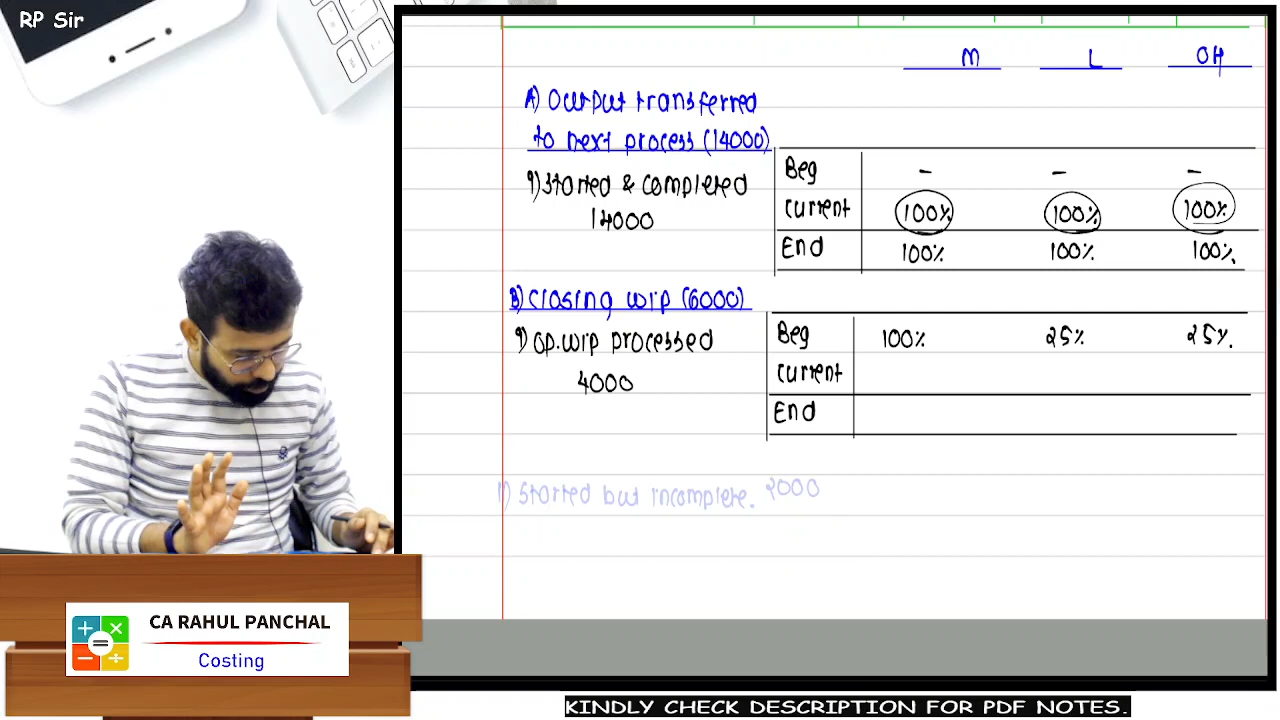 RP Sir
M L OH
A) Output transferred
to next process (14000)
i) Started & completed
14000
Beg - - -
Current 100% 100% 100%
End 100% 100% 100%.
B) Closing WIP (6000)
i) Op. WIP processed
4000
Beg 100% 25% 25%.
Current
End
i) Started but incomplete. 2000
CA RAHUL PANCHAL
Costing
KINDLY CHECK DESCRIPTION FOR PDF NOTES.